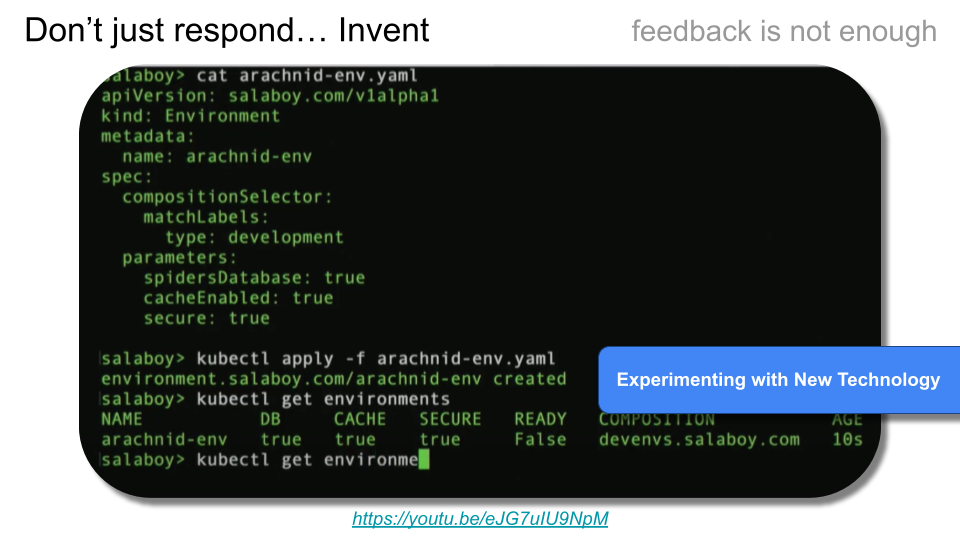 Don’t just respond… Invent
feedback is not enough
salaboy> cat arachnid-env.yaml
apiVersion: salaboy.com/v1alpha1
kind: Environment
metadata:
  name: arachnid-env
spec:
  compositionSelector:
    matchLabels:
      type: development
  parameters:
    spidersDatabase: true
    cacheEnabled: true
    secure: true
salaboy> kubectl apply -f arachnid-env.yaml
environment.salaboy.com/arachnid-env created
salaboy> kubectl get environments
NAME DB CACHE SECURE READY COMPOSITION AGE
arachnid-env true true true False devenvs.salaboy.com 10s
salaboy> kubectl get environme
Experimenting with New Technology
https://youtu.be/eJG7uIU9NpM